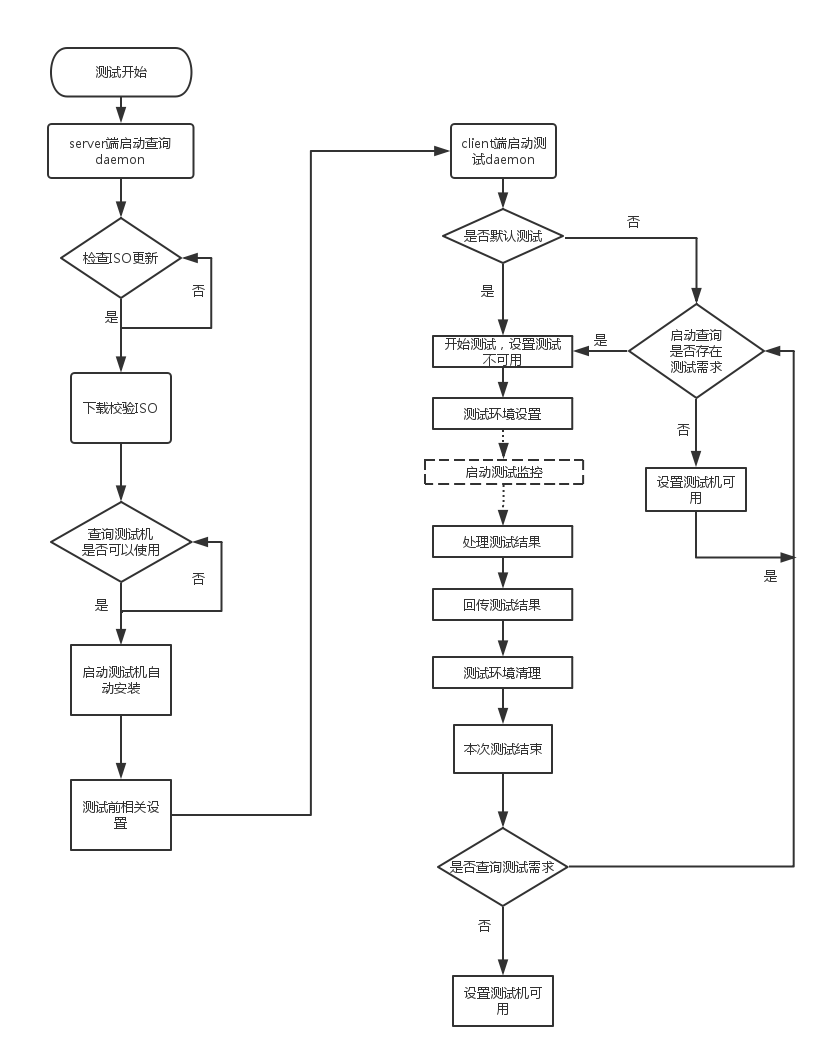 测试开始
server端启动查询
daemon
检查ISO更新
否
是
下载校验ISO
查询测试机
是否可以使用
否
是
启动测试机自
动安装
测试前相关设
置
client端启动测
试daemon
是否默认测试
否
是
开始测试，设置测试
不可用
是
启动查询
是否存在
测试需求
否
设置测试机可
用
是
测试环境设置
启动测试监控
处理测试结果
回传测试结果
测试环境清理
本次测试结束
是否查询测试需求
否
设置测试机可
用